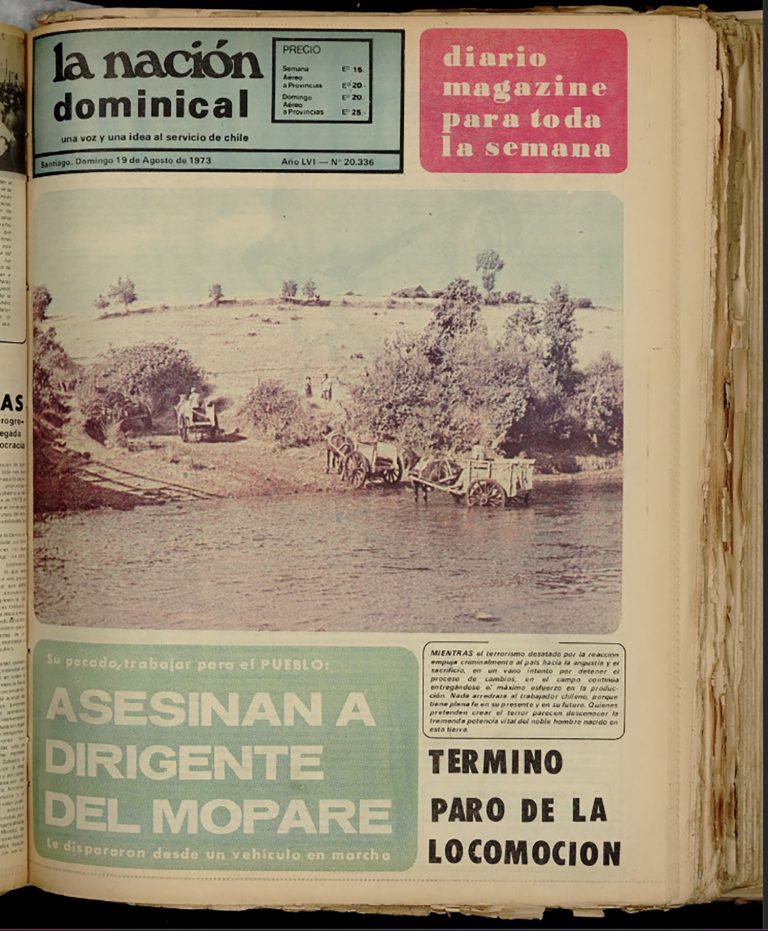 la nación
dominical
una voz y una idea al servicio de chile
PRECIO
Semana Eº 15.
Aéreo
a Provincias Eº 20.-
Domingo Eº 20.
Aéreo
a Provincias Eº 25.-
Santiago, Domingo 19 de Agosto de 1973 Año LVI — Nº 20.336
diario
magazine
para toda
la semana
Su pecado, trabajar para el PUEBLO:
ASESINAN A
DIRIGENTE
DEL MOPARE
Le dispararon desde un vehículo en marcha
MIENTRAS el terrorismo desatado por la reacción
empuja criminalmente al país hacia la angustia y el
sacrificio, en un vano intento por detener el
proceso de cambios, en el campo continúa
entregándose el máximo esfuerzo en la produc-
ción. Nada arredrará al trabajador chileno, porque
tiene plena fe en su presente y en su futuro. Quienes
pretenden crear el terror parecen desconocer la
tremenda potencia vital del noble hombre nacido en
esta tierra.
TERMINO
PARO DE LA
LOCOMOCION
AS